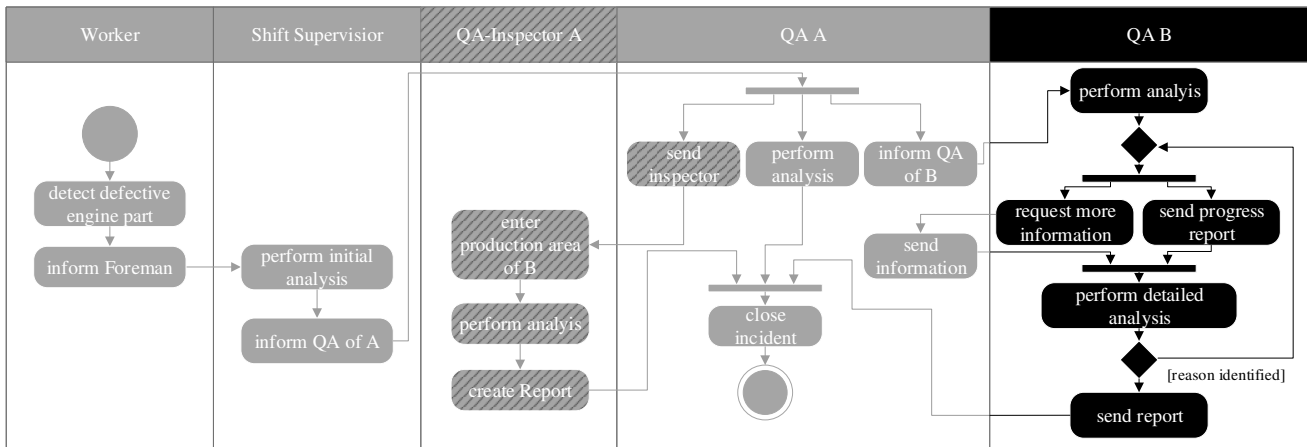 Worker
Shift Supervisior
QA-Inspector A
QA A
QA B
detect defective
engine part
inform Foreman
perform initial
analysis
inform QA of A
enter
production area
of B
perform analyis
create Report
send
inspector
perform
analysis
inform QA
of B
send
information
close
incident
perform analyis
request more
information
send progress
report
perform detailed
analysis
[reason identified]
send report